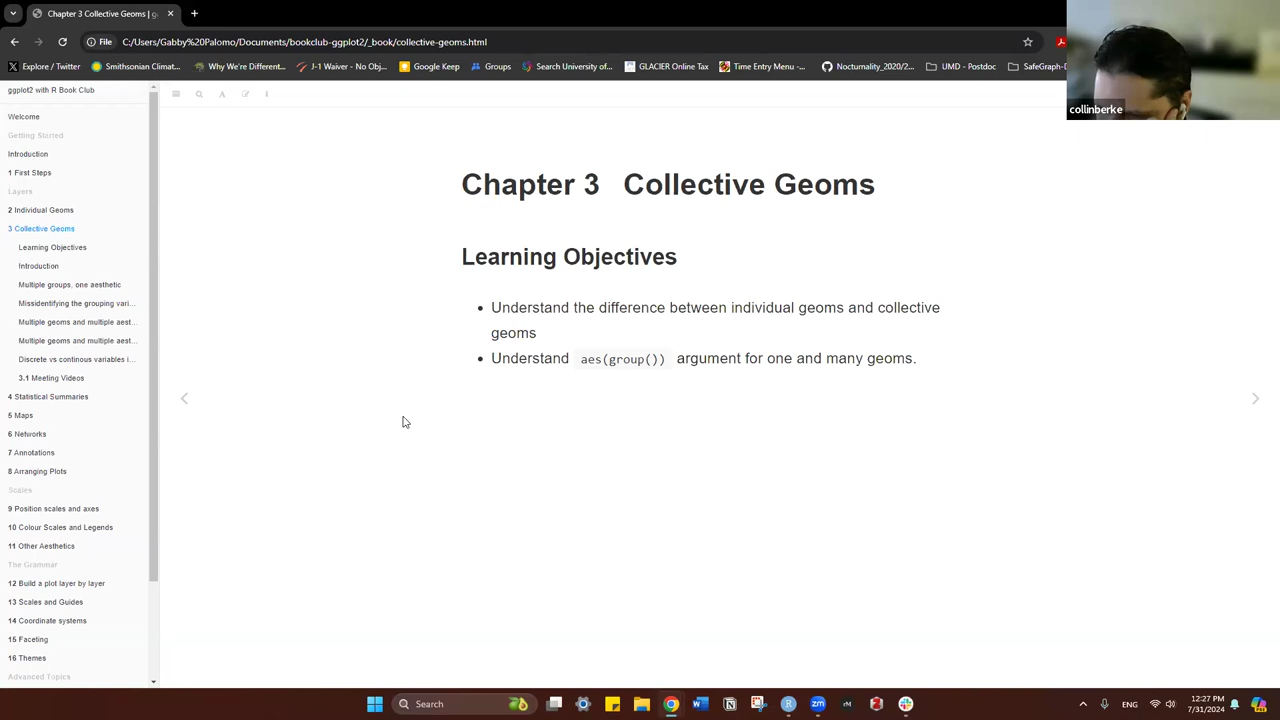 Chapter 3 Collective Geoms | g
File C:/Users/Gabby%20Palomo/Documents/bookclub-ggplot2/_book/collective-geoms.html
Explore / Twitter Smithsonian Climat... Why We're Different... J-1 Waiver - No Obj... Google Keep Focus Search University of... GLACIER Online Tax Time Entry Menu -... Nocturnality_2020/2... UMD - Postdoc SafeGraph-D
collinberke
ggplot2 with R Book Club
Welcome
Getting Started
Introduction
1 First Steps
Layers
2 Individual Geoms
3 Collective Geoms
Learning Objectives
Introduction
Multiple groups, one aesthetic
Missidentifying the grouping vari...
Multiple geoms and multiple aest...
Multiple geoms and multiple aest...
Discrete vs continous variables i...
3.1 Meeting Videos
4 Statistical Summaries
5 Maps
6 Networks
7 Annotations
8 Arranging Plots
Scales
9 Position scales and axes
10 Colour Scales and Legends
11 Other Aesthetics
The Grammar
12 Build a plot layer by layer
13 Scales and Guides
14 Coordinate systems
15 Faceting
16 Themes
Advanced Topics
Chapter 3 Collective Geoms
Learning Objectives
• Understand the difference between individual geoms and collective
geoms
• Understand aes(group()) argument for one and many geoms.
Search
12:27 PM
7/31/2024